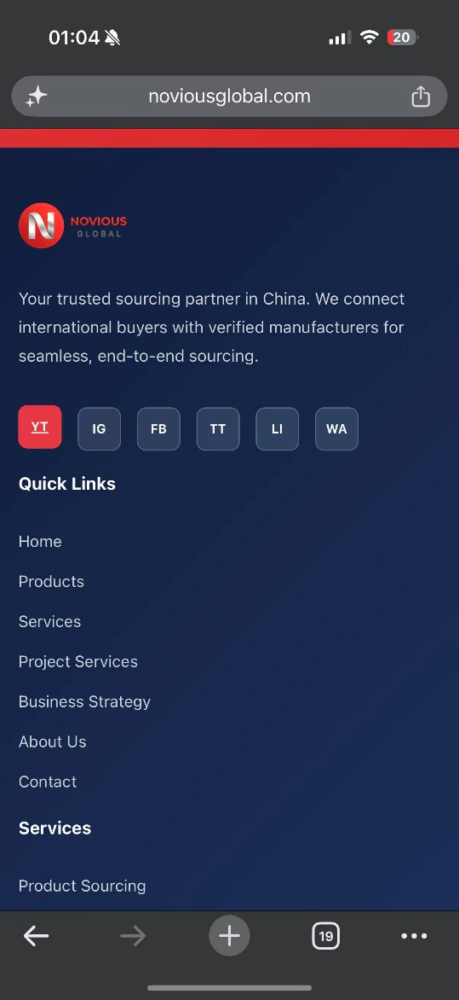 01:04
20
noviousglobal.com
N
NOVIOUS
GLOBAL
Your trusted sourcing partner in China. We connect
international buyers with verified manufacturers for
seamless, end-to-end sourcing.
YT IG FB TT LI WA
Quick Links
Home
Products
Services
Project Services
Business Strategy
About Us
Contact
Services
Product Sourcing
19